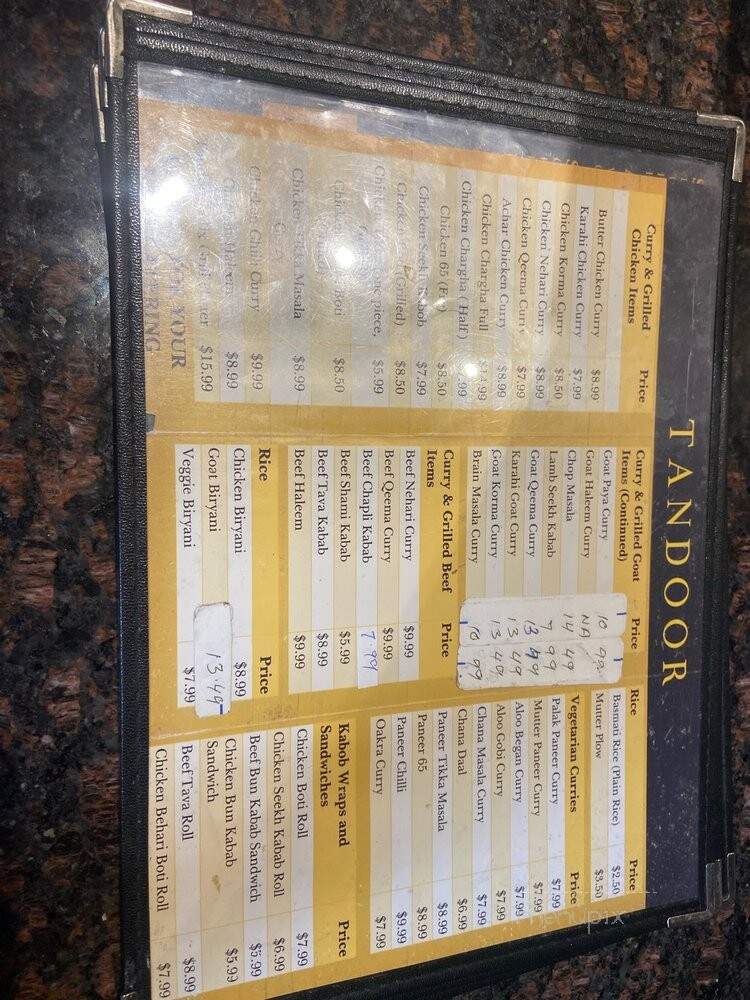 TANDOOR
Curry & Grilled Price
Chicken Items
Butter Chicken Curry $8.99
Karahi Chicken Curry $7.99
Chicken Korma Curry $8.50
Chicken Nehari Curry $8.99
Chicken Qeema Curry $7.99
Achar Chicken Curry $8.99
Chicken Chargha Full $14.99
Chicken Chargha (Half) .99
Chicken 65 $8.50
Chicken Seekh Kabob $7.99
(Grilled) $8.50
piece, $5.99
Boti $8.50
Chicken Masala $8.99
Chicken Chilli Curry $9.99
Haleem $8.99
$15.99
YOUR
Curry & Grilled Goat Price
Items (Continued)
Goat Paya Curry 10 99
Goat Haleem Curry NA
Chop Masala 14 49
Lamb Seekh Kabab 7 99
Goat Qeema Curry 13 49
Karahi Goat Curry 13 49
Goat Korma Curry 13 49
Brain Masala Curry 10 99
Curry & Grilled Beef Price
Items
Beef Nehari Curry $9.99
Beef Qeema Curry $9.99
Beef Chapli Kabab 7 99
Beef Shami Kabab $5.99
Beef Tava Kabab $8.99
Beef Haleem $9.99
Rice Price
Chicken Biryani $8.99
Goat Biryani 13.49
Veggie Biryani $7.99
Rice Price
Basmati Rice (Plain Rice) $2.50
Mutter Plow $3.50
Vegetarian Curries Price
Palak Paneer Curry $7.99
Mutter Paneer Curry $7.99
Aloo Began Curry $7.99
Aloo Gobi Curry $7.99
Chana Masala Curry $7.99
Chana Daal $6.99
Paneer Tikka Masala $8.99
Paneer 65 $8.99
Paneer Chilli $9.99
Oakra Curry $7.99
Kabob Wraps and Price
Sandwiches
Chicken Boti Roll $7.99
Chicken Seekh Kabab Roll $6.99
Beef Bun Kabab Sandwich $5.99
Chicken Bun Kabab $5.99
Sandwich
Beef Tava Roll $8.99
Chicken Behari Boti Roll $7.99
menupix